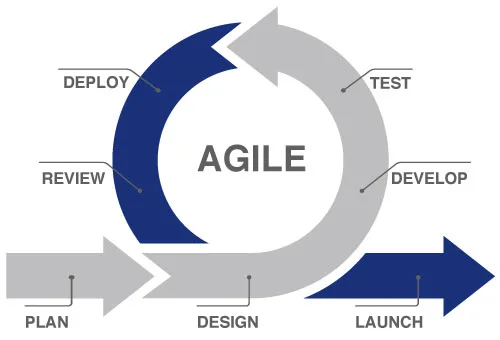 DEPLOY
TEST
AGILE
REVIEW
DEVELOP
PLAN
DESIGN
LAUNCH